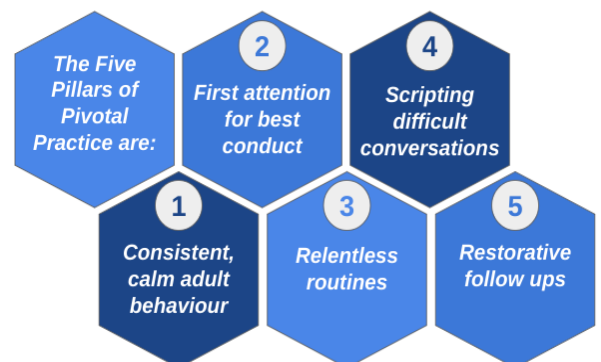 The Five
Pillars of
Pivotal
Practice are:
1
Consistent,
calm adult
behaviour
2
First attention
for best
conduct
3
Relentless
routines
4
Scripting
difficult
conversations
5
Restorative
follow ups